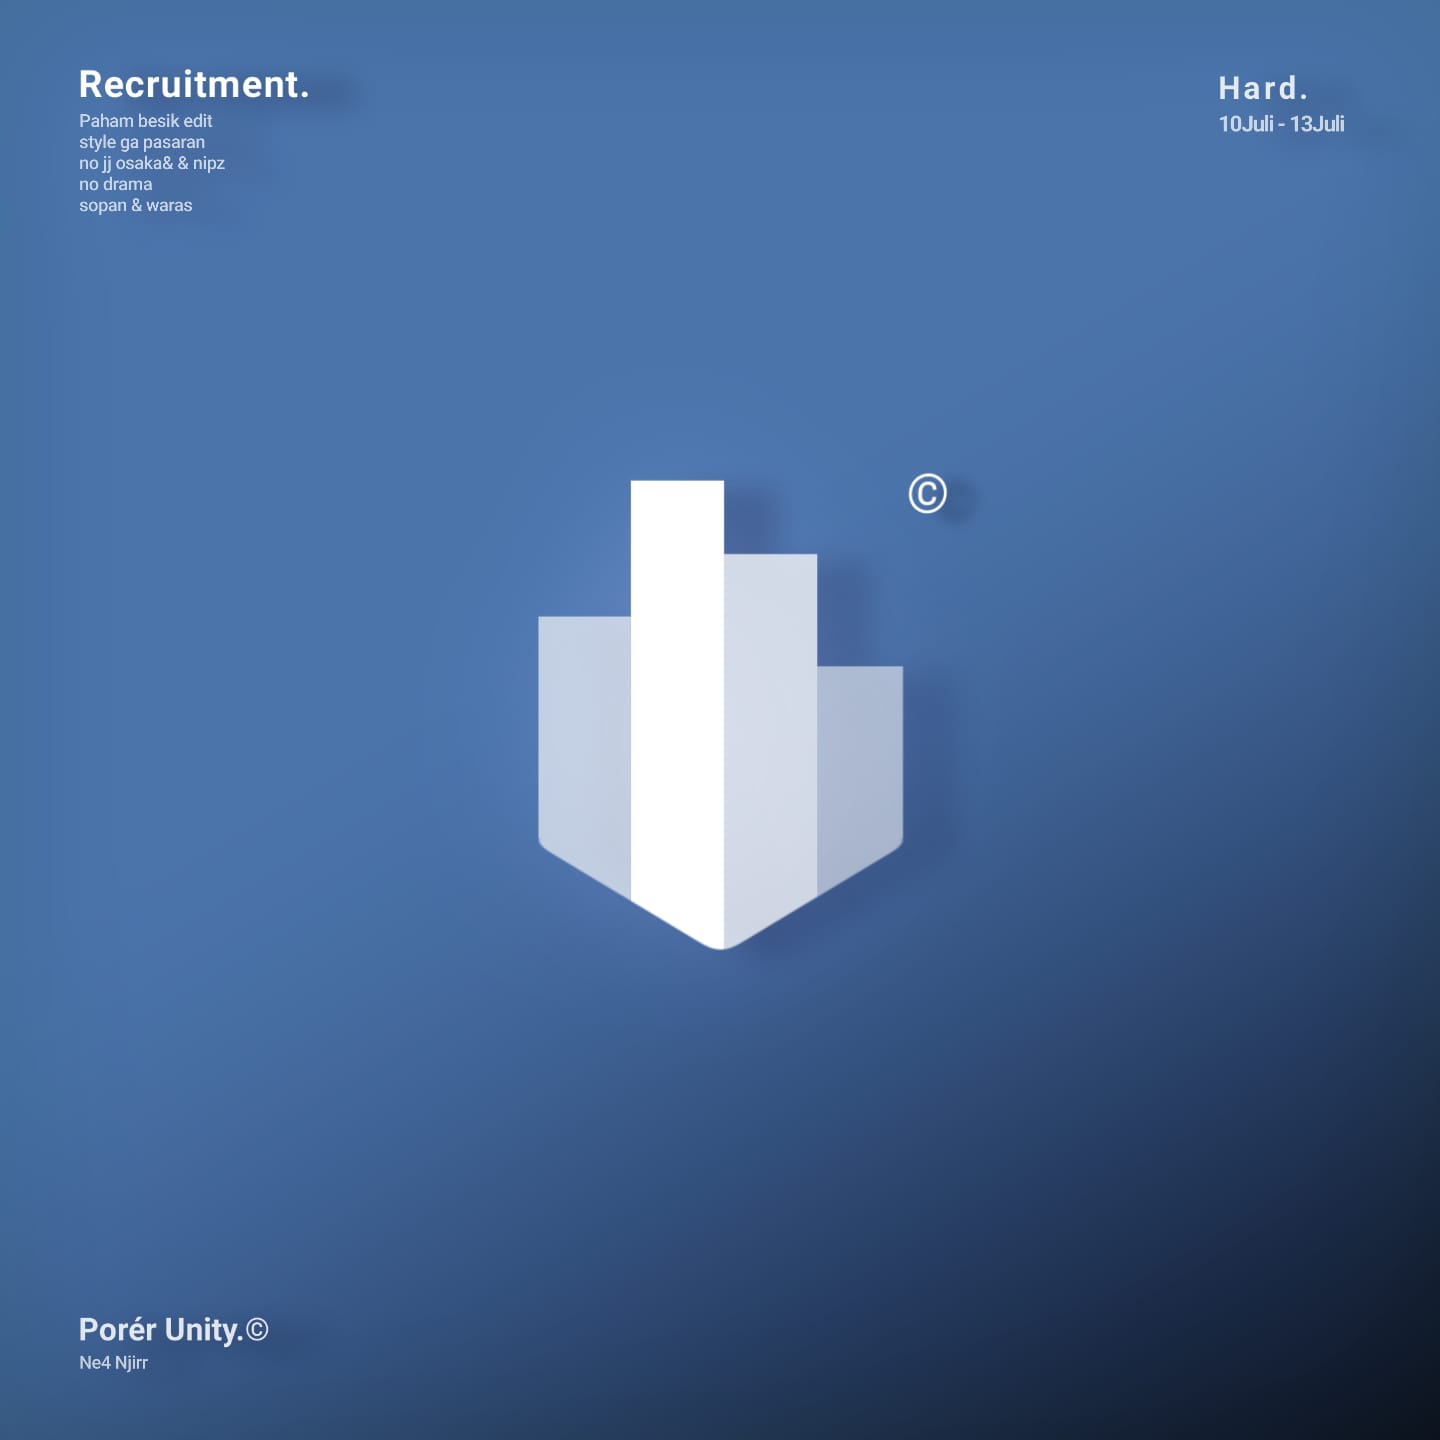 Recruitment.
Paham besik edit
style ga pasaran
no jj osaka& & nipz
no drama
sopan & waras
Hard.
10Juli - 13Juli
©
Porér Unity.©
Ne4 Njirr